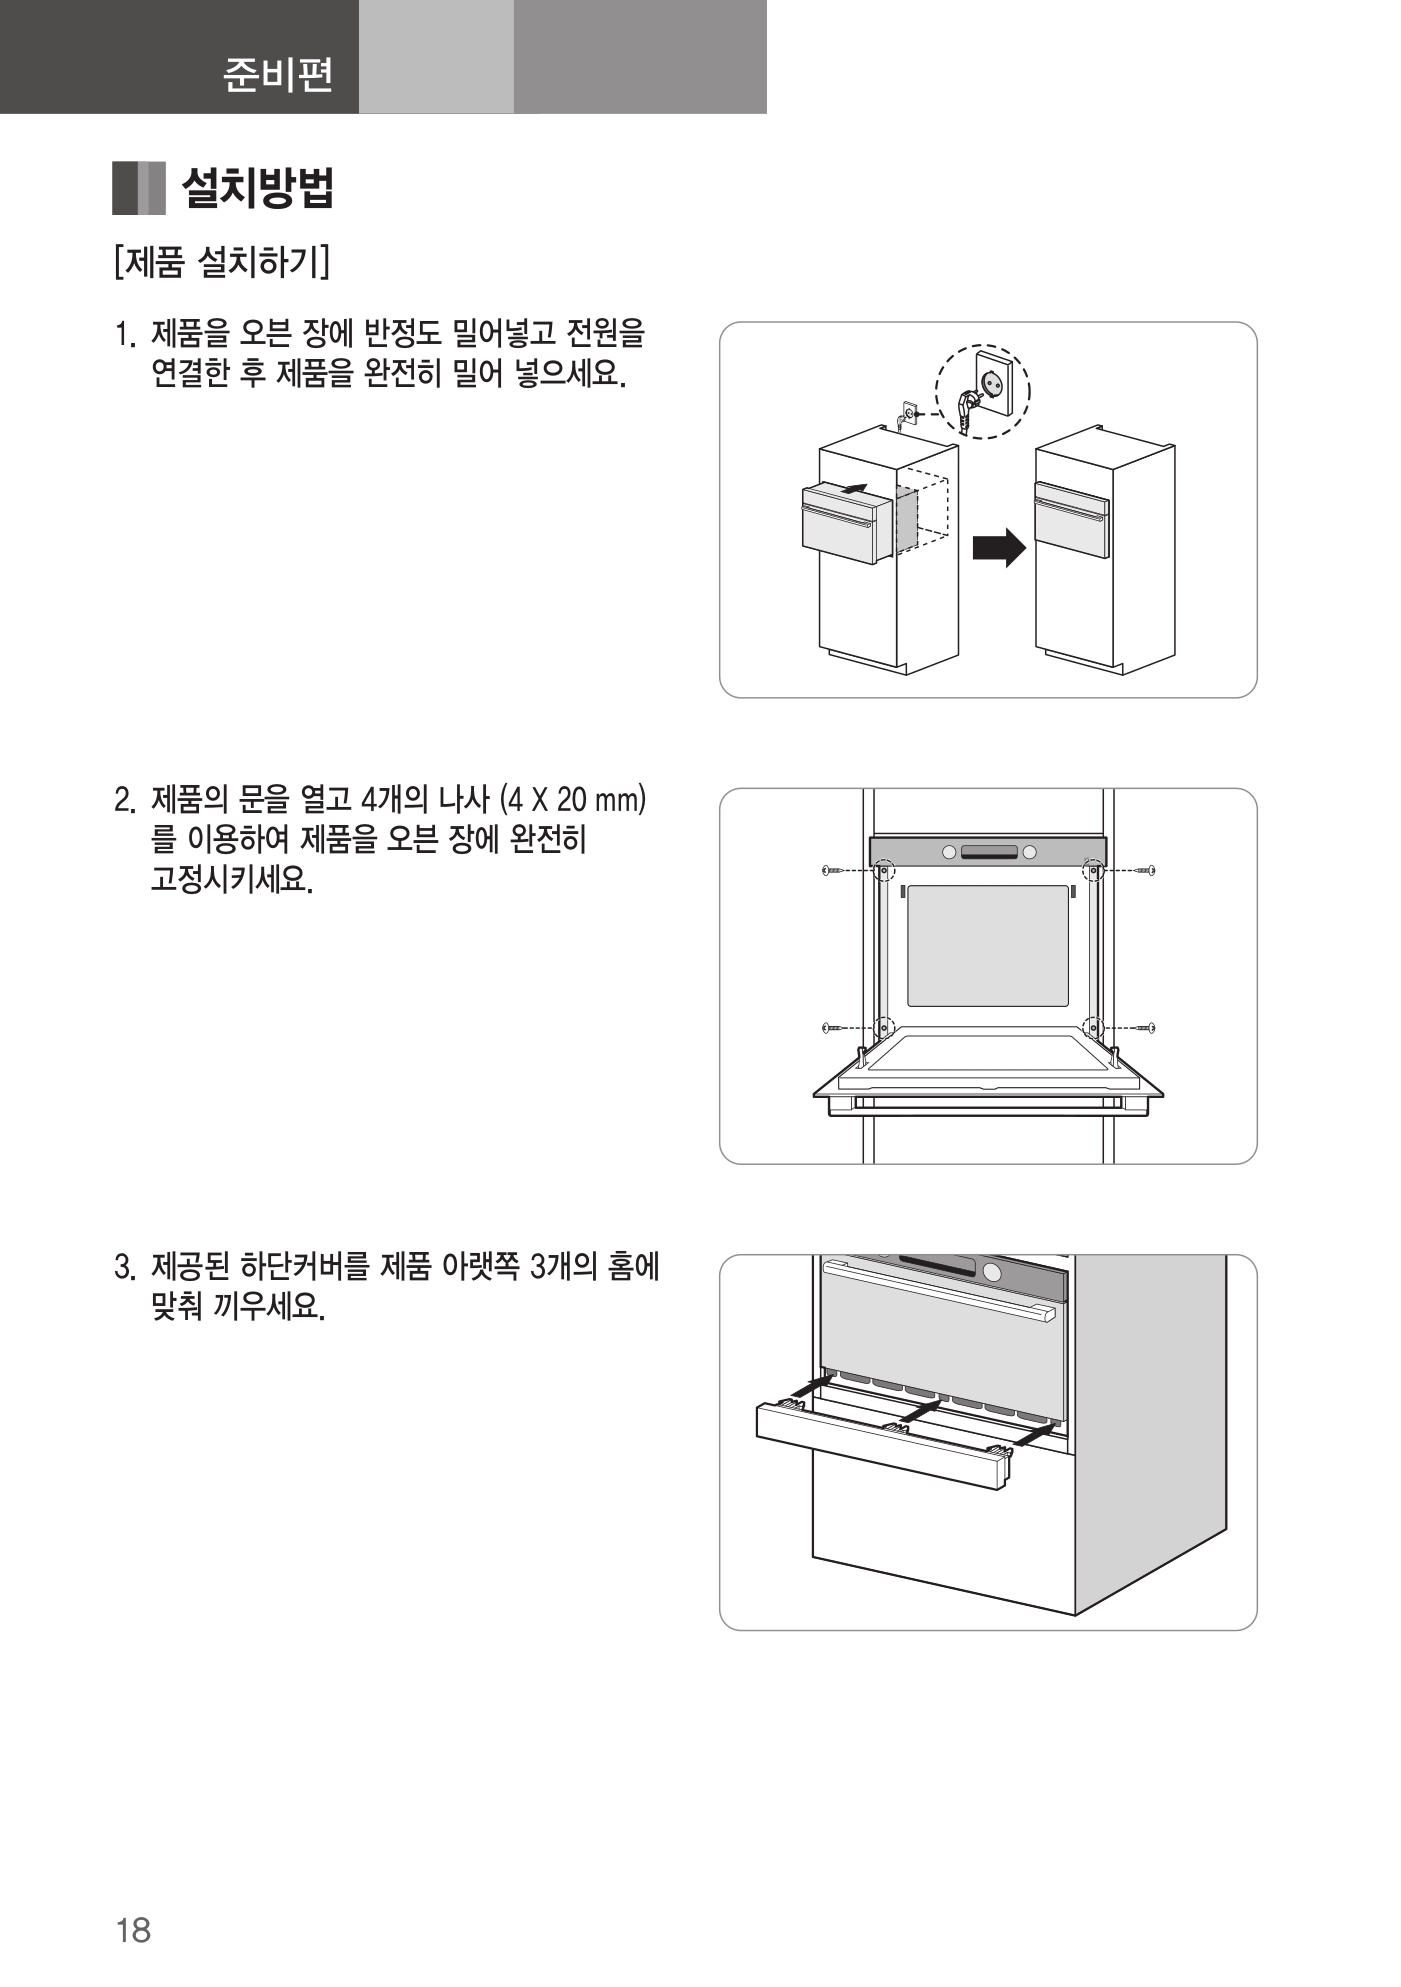 준비편
설치방법
[제품 설치하기]
1. 제품을 오븐 장에 반정도 밀어넣고 전원을
연결한 후 제품을 완전히 밀어 넣으세요.
2. 제품의 문을 열고 4개의 나사 (4 X 20 mm)
를 이용하여 제품을 오븐 장에 완전히
고정시키세요.
3. 제공된 하단커버를 제품 아랫쪽 3개의 홈에
맞춰 끼우세요.
18